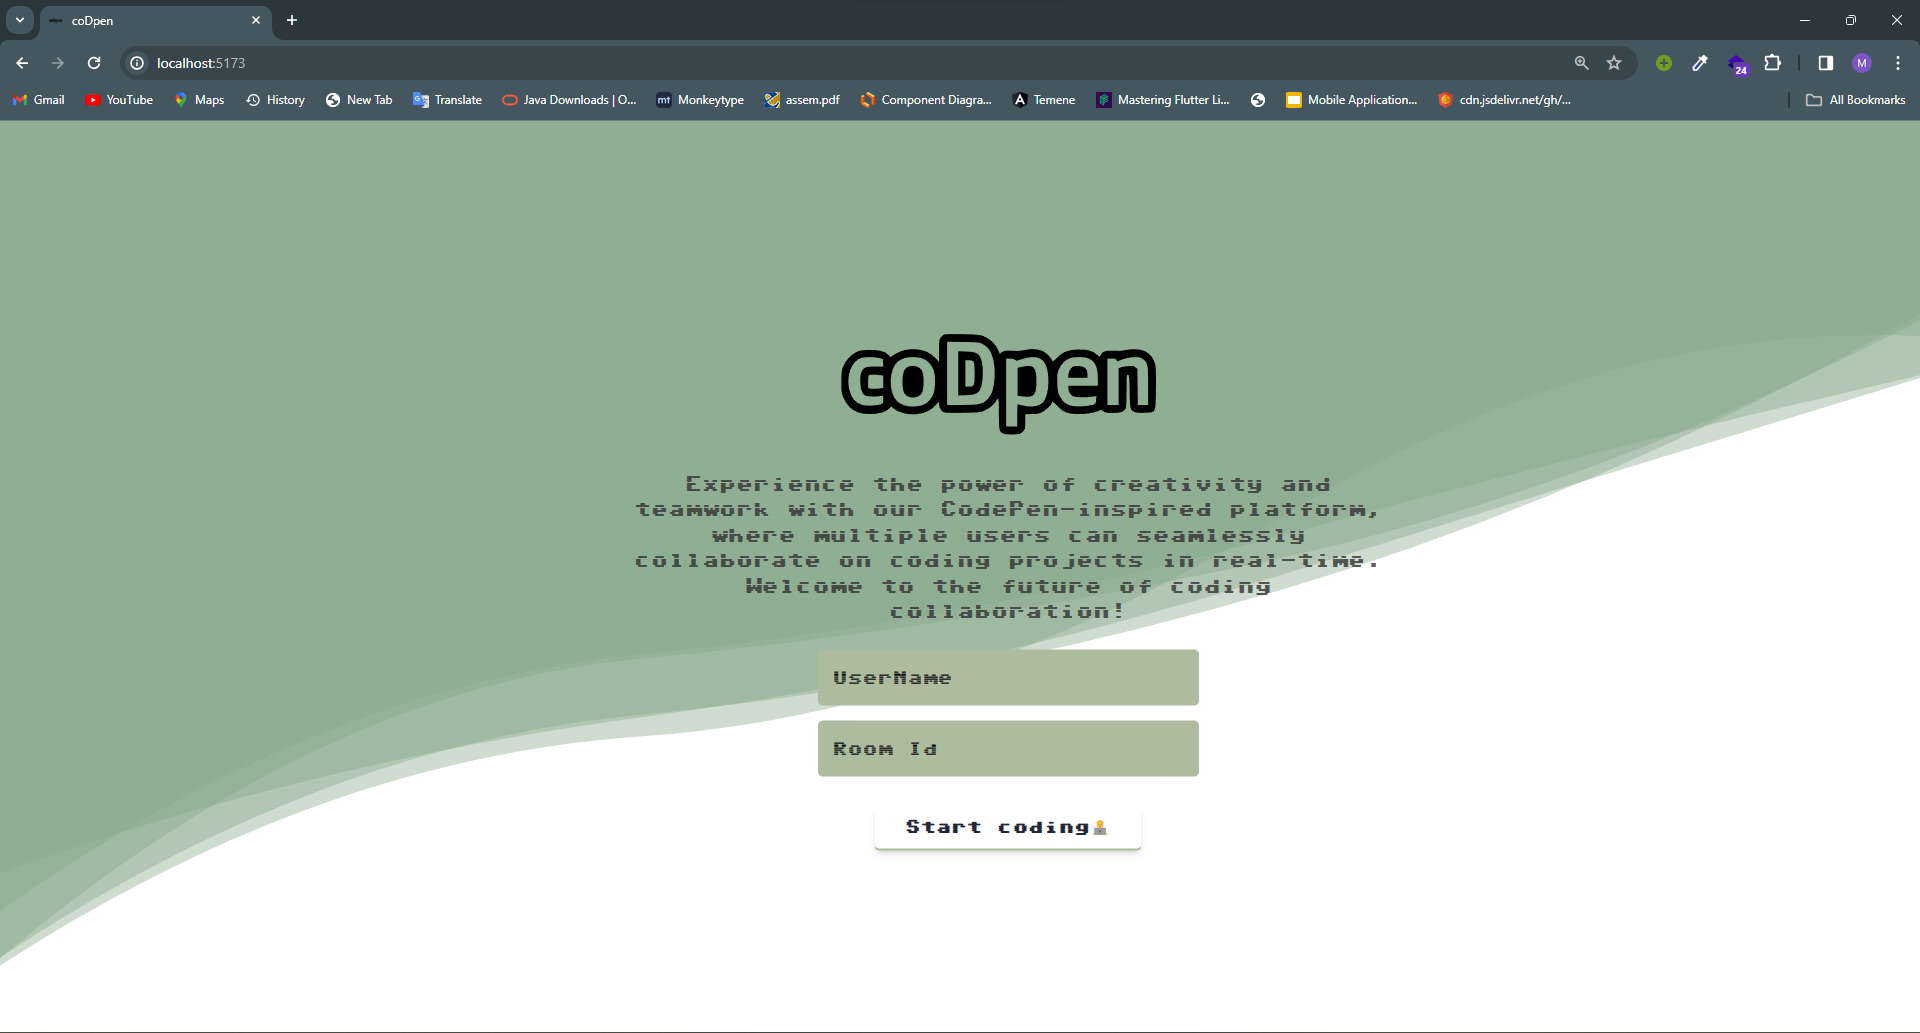 coDpen
localhost:5173
24
M
Gmail
YouTube
Maps
History
New Tab
Translate
Java Downloads | O...
mt Monkeytype
assem.pdf
Component Diagra...
Temene
Mastering Flutter Li...
Mobile Application...
cdn.jsdelivr.net/gh/...
All Bookmarks
coDpen
Experience the power of creativity and
teamwork with our CodePen-inspired platform,
where multiple users can seamlessly
collaborate on coding projects in real-time.
Welcome to the future of coding
collaboration!
UserName
Room Id
Start coding🧑‍💻